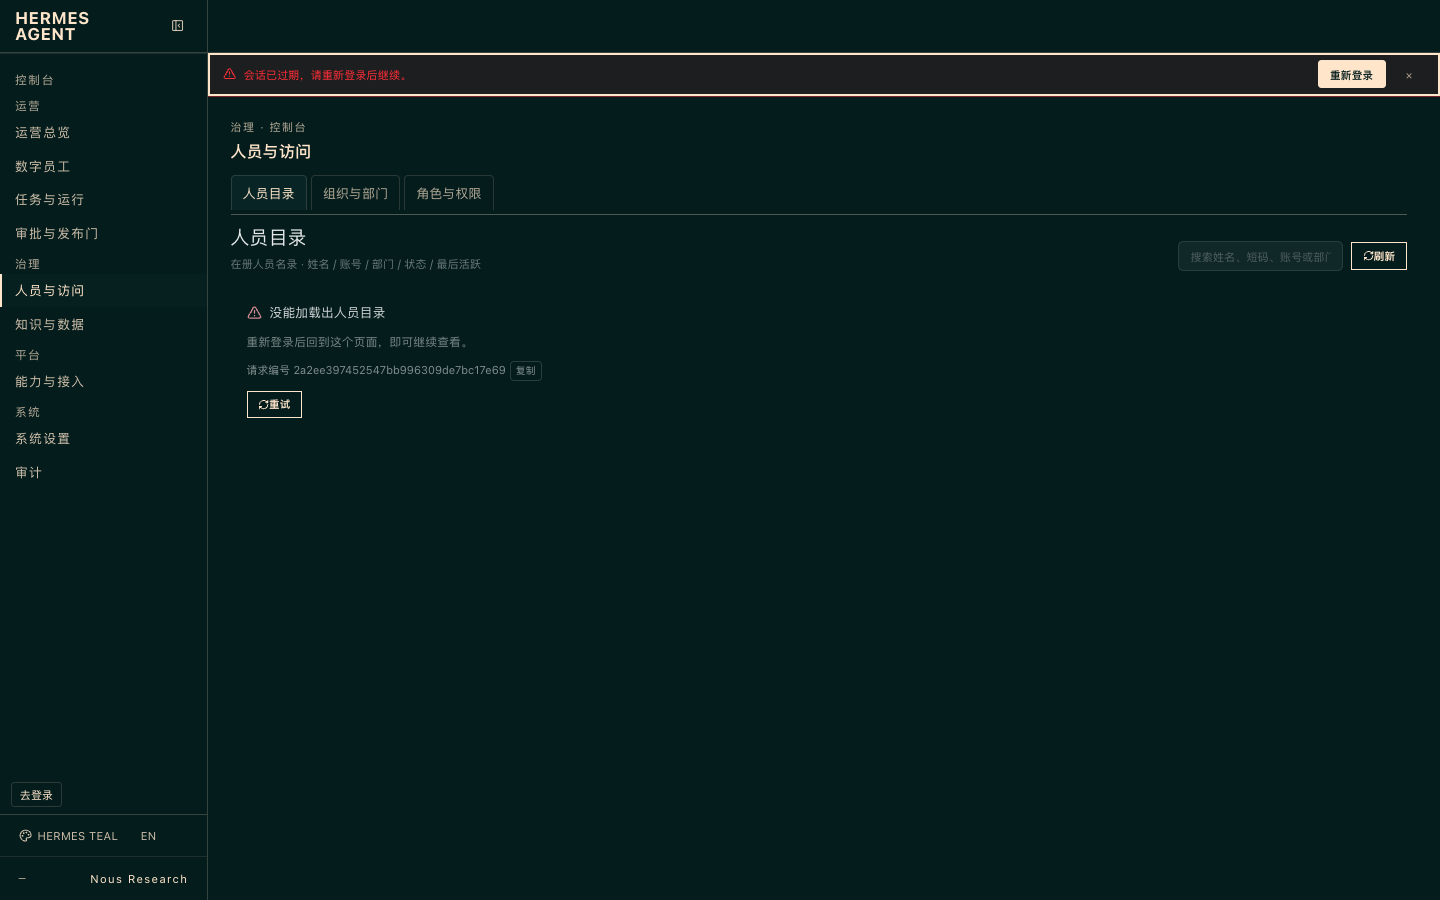 HERMES
AGENT
控制台
运营
运营总览
数字员工
任务与运行
审批与发布门
治理
人员与访问
知识与数据
平台
能力与接入
系统
系统设置
审计
去登录
HERMES TEAL
EN
Nous Research
会话已过期，请重新登录后继续。
重新登录
×
治理 · 控制台
人员与访问
人员目录
组织与部门
角色与权限
人员目录
在册人员名录 · 姓名 / 账号 / 部门 / 状态 / 最后活跃
搜索姓名、短码、账号或部门
刷新
没能加载出人员目录
重新登录后回到这个页面，即可继续查看。
请求编号 2a2ee397452547bb996309de7bc17e69 复制
重试